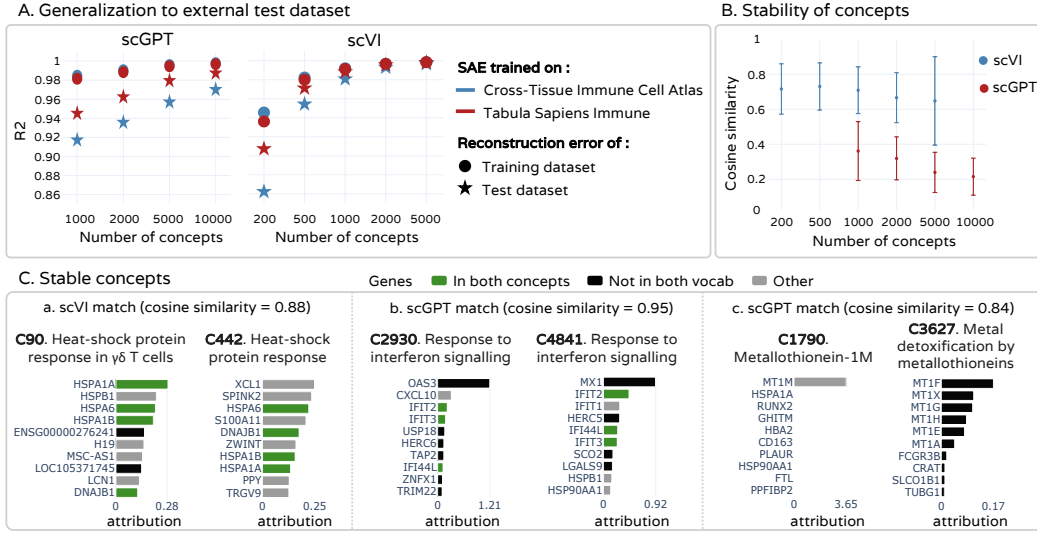 A. Generalization to external test dataset
scGPT
scVI
R2
1
0.98
0.96
0.94
0.92
0.90
0.88
0.86
1000 2000 5000 10000
Number of concepts
200 500 1000 2000 5000
Number of concepts
SAE trained on :
Cross-Tissue Immune Cell Atlas
Tabula Sapiens Immune
Reconstruction error of :
Training dataset
Test dataset
B. Stability of concepts
Cosine similarity
1
0.8
0.6
0.4
0.2
0
200 500 1000 2000 5000 10000
Number of concepts
scVI
scGPT
C. Stable concepts
Genes In both concepts Not in both vocab Other
a. scVI match (cosine similarity = 0.88)
C90. Heat-shock protein
response in γδ T cells
HSPA1A
HSPB1
HSPA6
HSPA1B
ENSG00000276241
H19
MSC-AS1
LOC105371745
LCN1
DNAJB1
0 0.28
attribution
C442. Heat-shock
protein response
XCL1
SPINK2
HSPA6
S100A11
DNAJB1
ZWINT
HSPA1B
HSPA1A
PPY
TRGV9
0 0.25
attribution
b. scGPT match (cosine similarity = 0.95)
C2930. Response to
interferon signalling
OAS3
CXCL10
IFIT2
IFIT3
USP18
HERC6
TAP2
IFI44L
ZNFX1
TRIM22
0 1.21
attribution
C4841. Response to
interferon signalling
MX1
IFIT2
IFIT1
HERC5
IFI44L
IFIT3
SCO2
LGALS9
HSPB1
HSP90AA1
0 0.92
attribution
c. scGPT match (cosine similarity = 0.84)
C1790.
Metallothionein-1M
MT1M
HSPA1A
RUNX2
GHITM
HBA2
CD163
PLAUR
HSP90AA1
FTL
PPFIBP2
0 3.65
attribution
C3627. Metal
detoxification by
metallothioneins
MT1F
MT1X
MT1G
MT1H
MT1E
MT1A
FCGR3B
CRAT
SLCO1B1
TUBG1
0 0.17
attribution